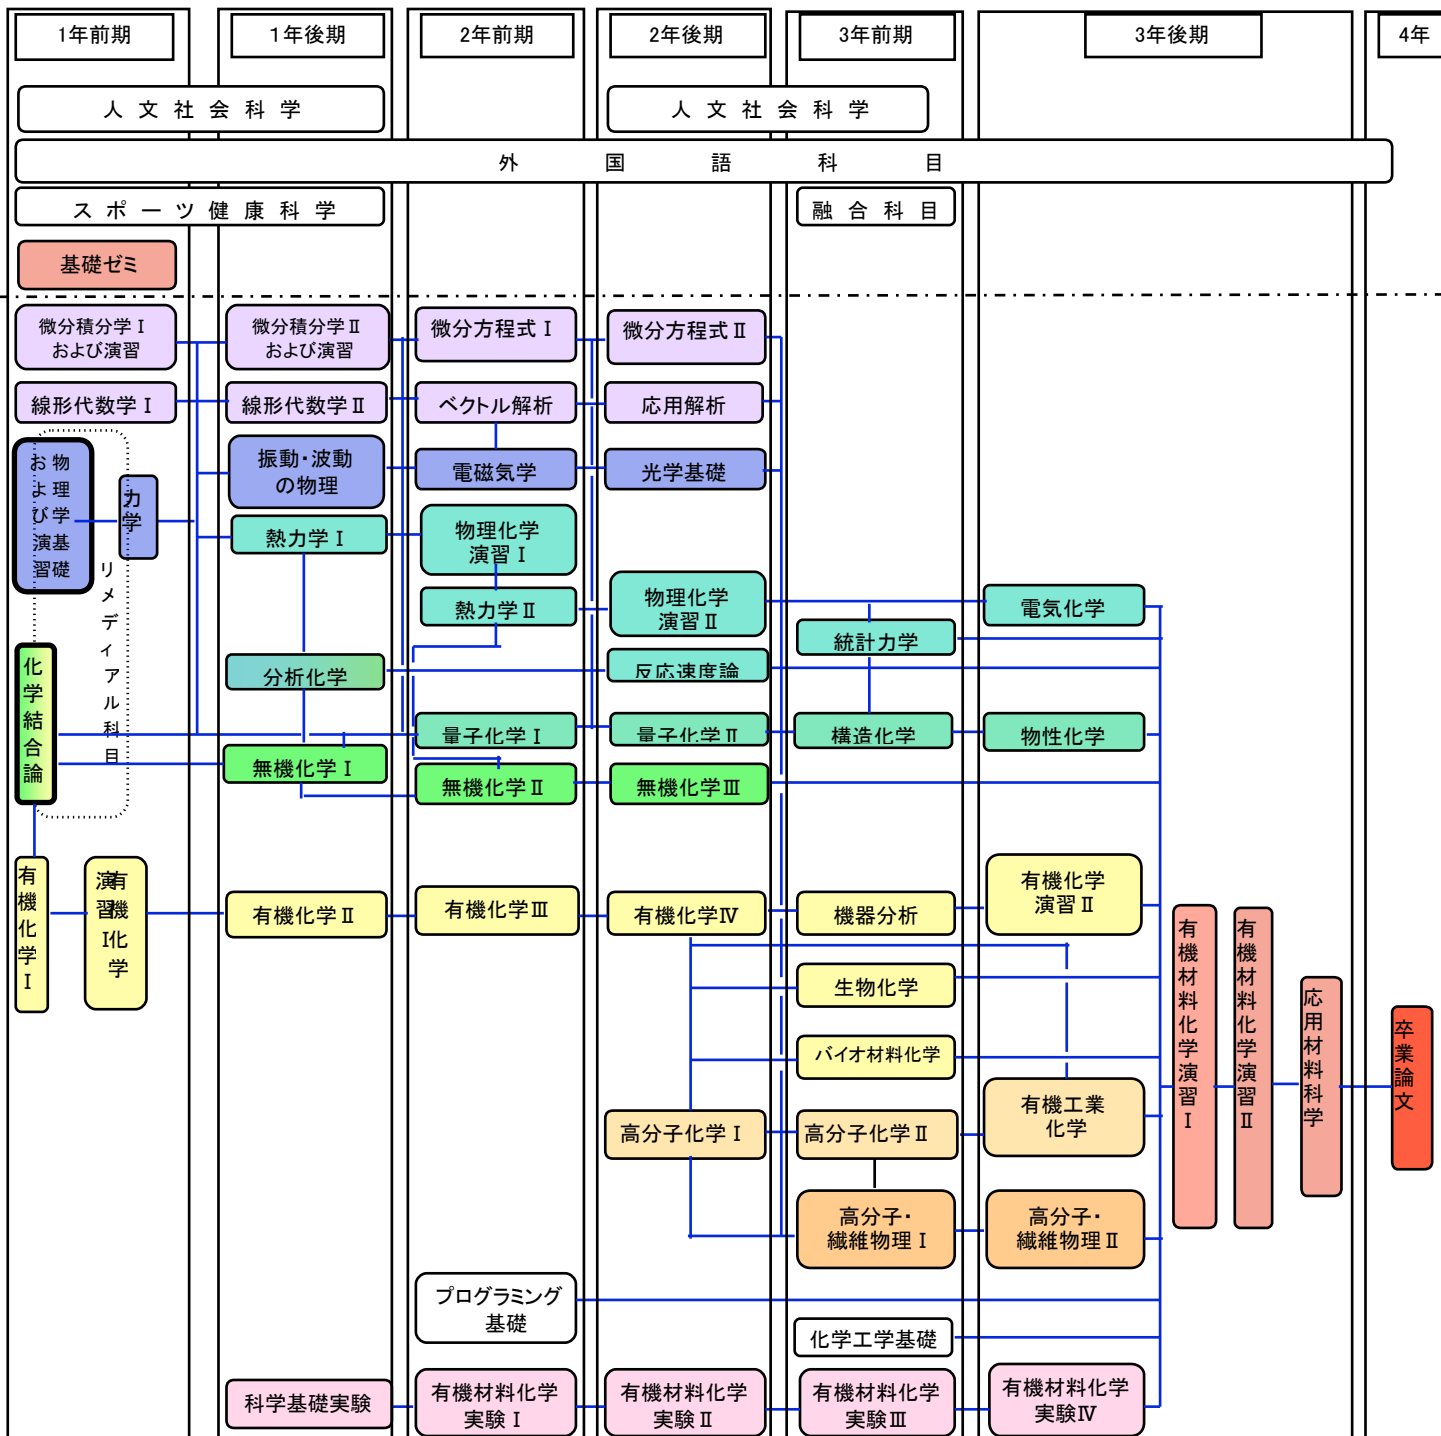 1年前期
1年後期
2年前期
2年後期
3年前期
3年後期
4年
人文社会科学
人文社会科学
外国語科目
スポーツ健康科学
融合科目
基礎ゼミ
微分積分学Ⅰ
および演習
微分積分学Ⅱ
および演習
微分方程式Ⅰ
微分方程式Ⅱ
線形代数学Ⅰ
線形代数学Ⅱ
ベクトル解析
応用解析
物理学基礎
および演習
力学
リメディアル科目
振動・波動
の物理
電磁気学
光学基礎
熱力学Ⅰ
物理化学
演習Ⅰ
熱力学Ⅱ
物理化学
演習Ⅱ
電気化学
統計力学
化学結合論
分析化学
反応速度論
量子化学Ⅰ
量子化学Ⅱ
構造化学
物性化学
無機化学Ⅰ
無機化学Ⅱ
無機化学Ⅲ
有機化学Ⅰ
有機化学
演習Ⅰ
有機化学Ⅱ
有機化学Ⅲ
有機化学Ⅳ
機器分析
有機化学
演習Ⅱ
生物化学
バイオ材料化学
高分子化学Ⅰ
高分子化学Ⅱ
有機工業
化学
高分子・
繊維物理Ⅰ
高分子・
繊維物理Ⅱ
有機材料化学演習Ⅰ
有機材料化学演習Ⅱ
応用材料科学
卒業論文
プログラミング
基礎
化学工学基礎
科学基礎実験
有機材料化学
実験Ⅰ
有機材料化学
実験Ⅱ
有機材料化学
実験Ⅲ
有機材料化学
実験Ⅳ